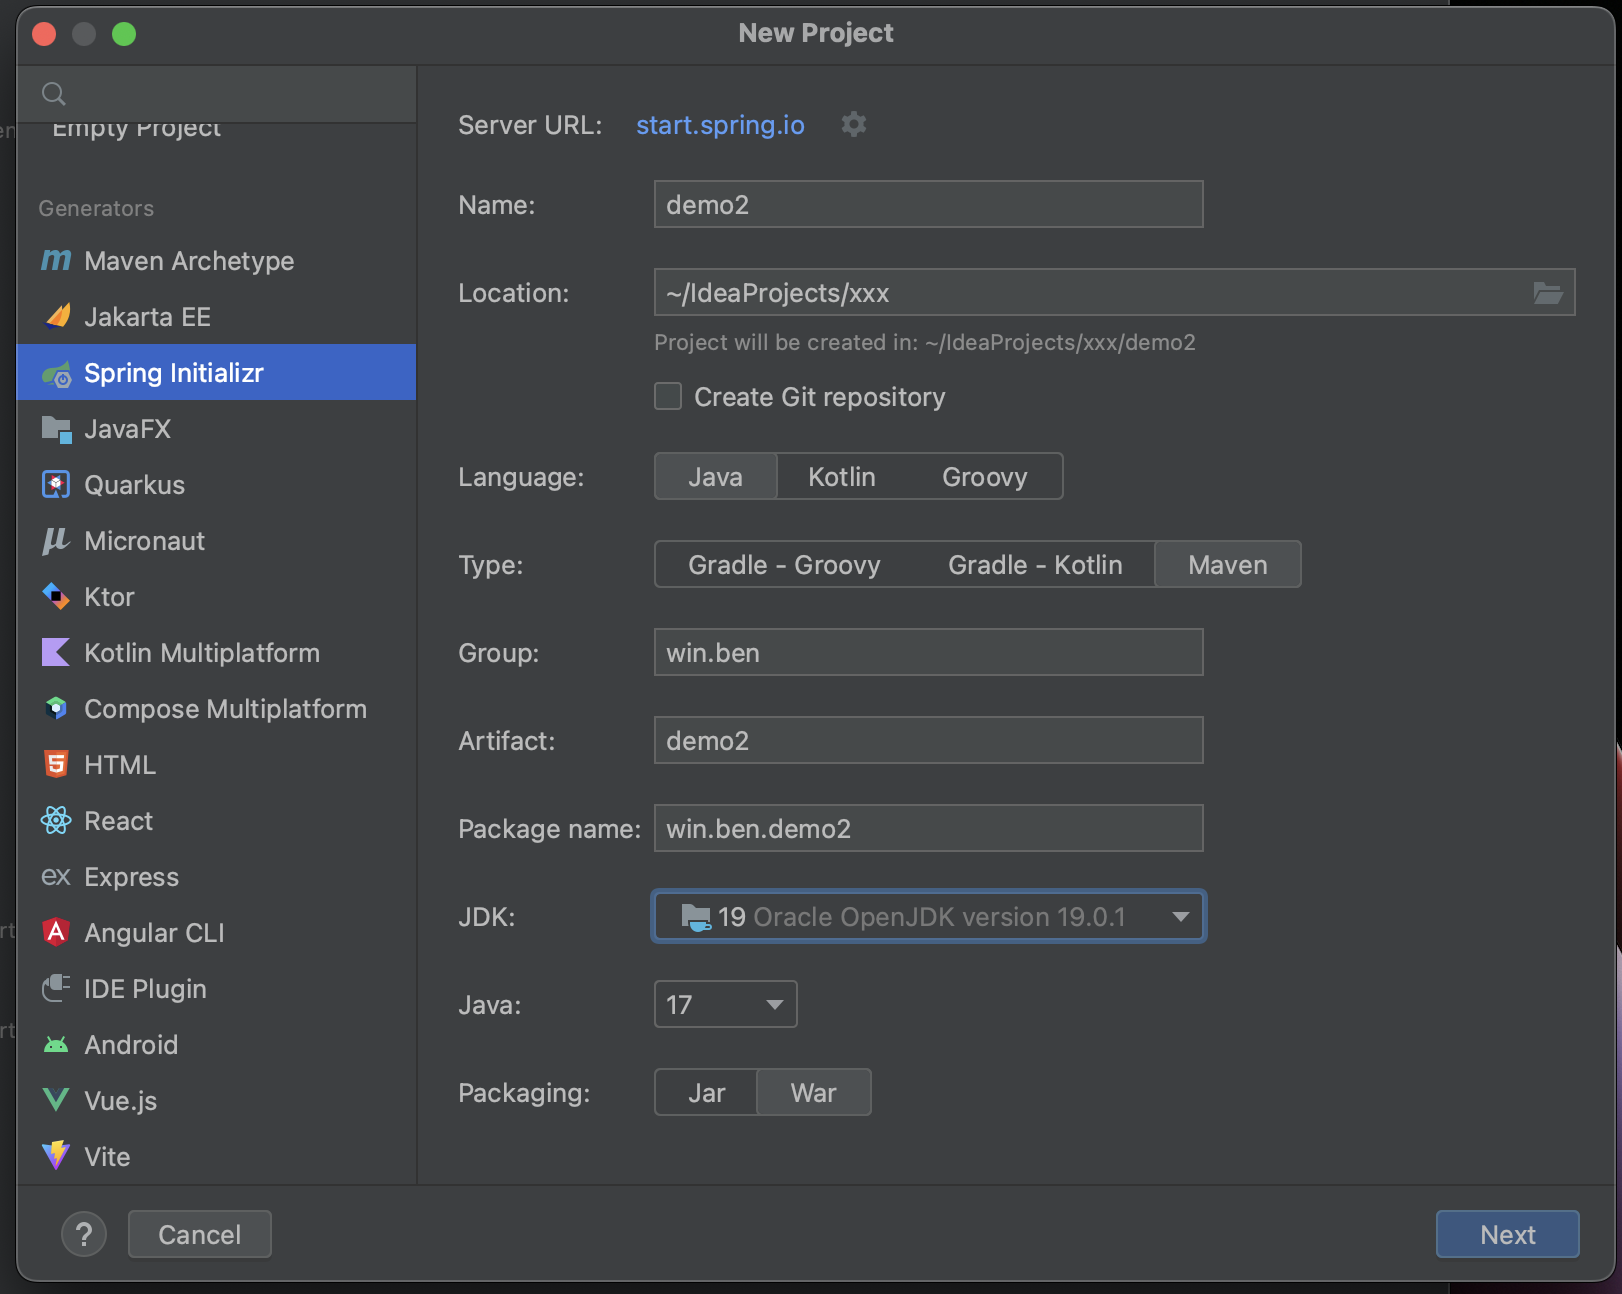 New Project
Empty Project
Generators
Maven Archetype
Jakarta EE
Spring Initializr
JavaFX
Quarkus
Micronaut
Ktor
Kotlin Multiplatform
Compose Multiplatform
HTML
React
ex Express
Angular CLI
IDE Plugin
Android
Vue.js
Vite
Server URL: start.spring.io
Name: demo2
Location: ~/IdeaProjects/xxx
Project will be created in: ~/IdeaProjects/xxx/demo2
Create Git repository
Language: Java Kotlin Groovy
Type: Gradle - Groovy Gradle - Kotlin Maven
Group: win.ben
Artifact: demo2
Package name: win.ben.demo2
JDK: 19 Oracle OpenJDK version 19.0.1
Java: 17
Packaging: Jar War
? Cancel Next